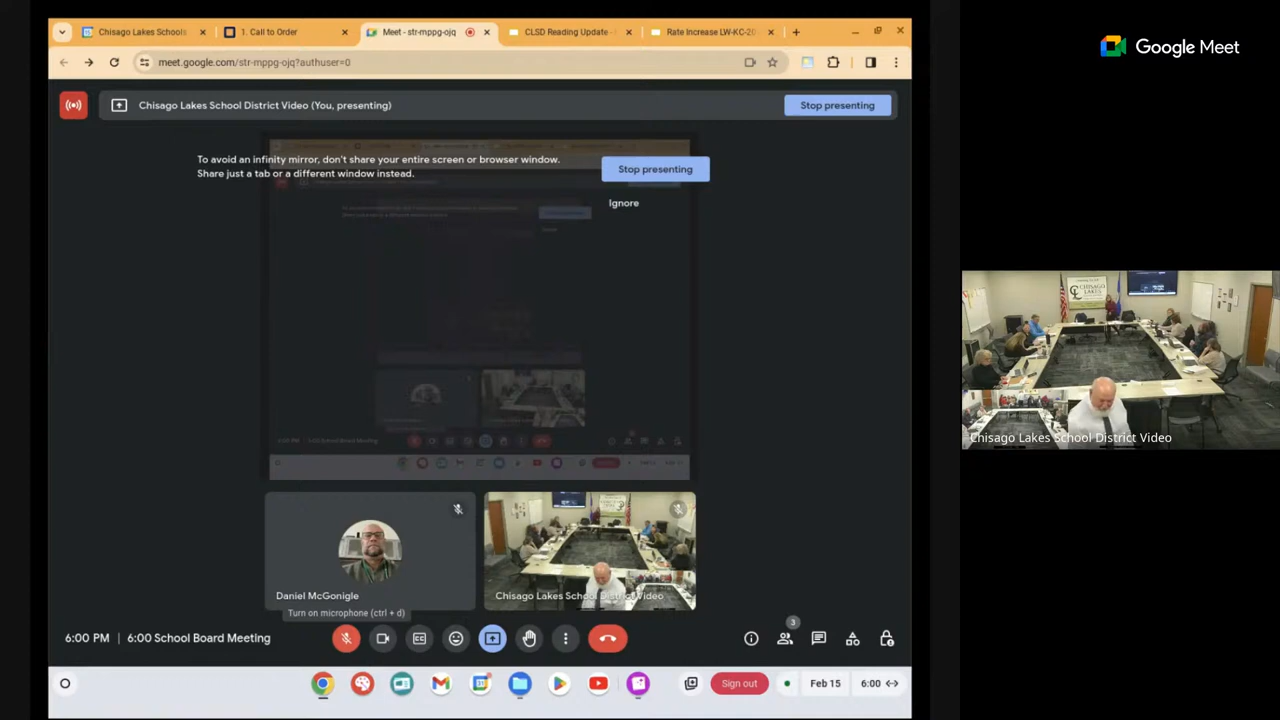 Chisago Lakes Schools
1. Call to Order
Meet - str-mppg-ojq
CLSD Reading Update -
Rate Increase LW-KC-20
meet.google.com/str-mppg-ojq?authuser=0
Google Meet
Chisago Lakes School District Video (You, presenting)
Stop presenting
To avoid an infinity mirror, don't share your entire screen or browser window.
Share just a tab or a different window instead.
Stop presenting
Ignore
CHISAGO
LAKES
Chisago Lakes School District Video
Daniel McGonigle
Chisago Lakes School District Video
Turn on microphone (ctrl + d)
3
6:00 PM | 6:00 School Board Meeting
Sign out
Feb 15
6:00